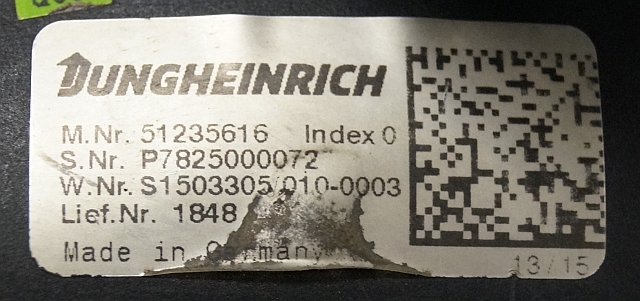 JUNGHEINRICH
M.Nr. 51235616 Index 0
S.Nr. P7825000072
W.Nr. S1503305/010-0003
Lief.Nr. 1848
Made in Germany
13/15